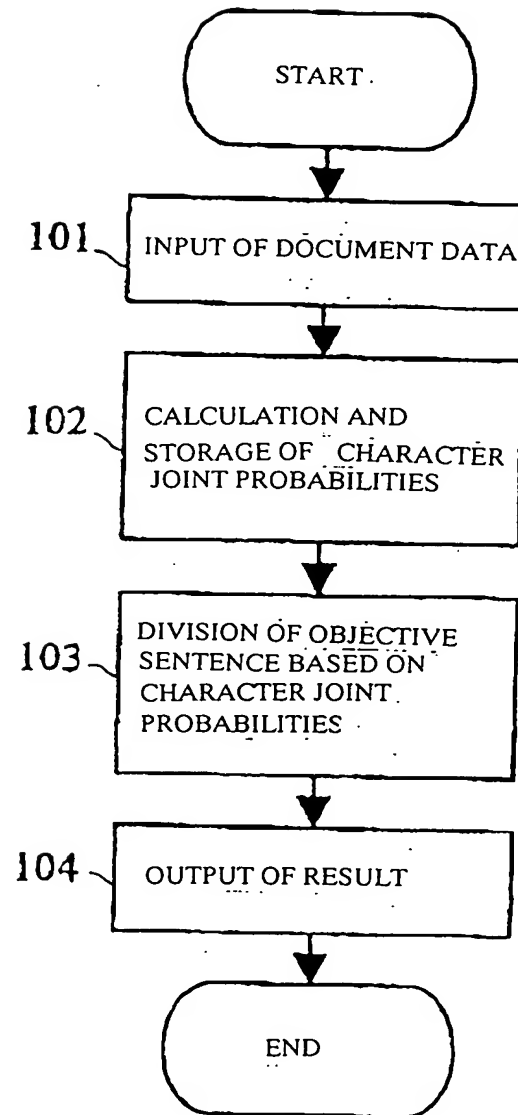 START
101
INPUT OF DOCUMENT DATA
102
CALCULATION AND
STORAGE OF CHARACTER
JOINT PROBABILITIES
103
DIVISION OF OBJECTIVE
SENTENCE BASED ON
CHARACTER JOINT
PROBABILITIES
104
OUTPUT OF RESULT
END